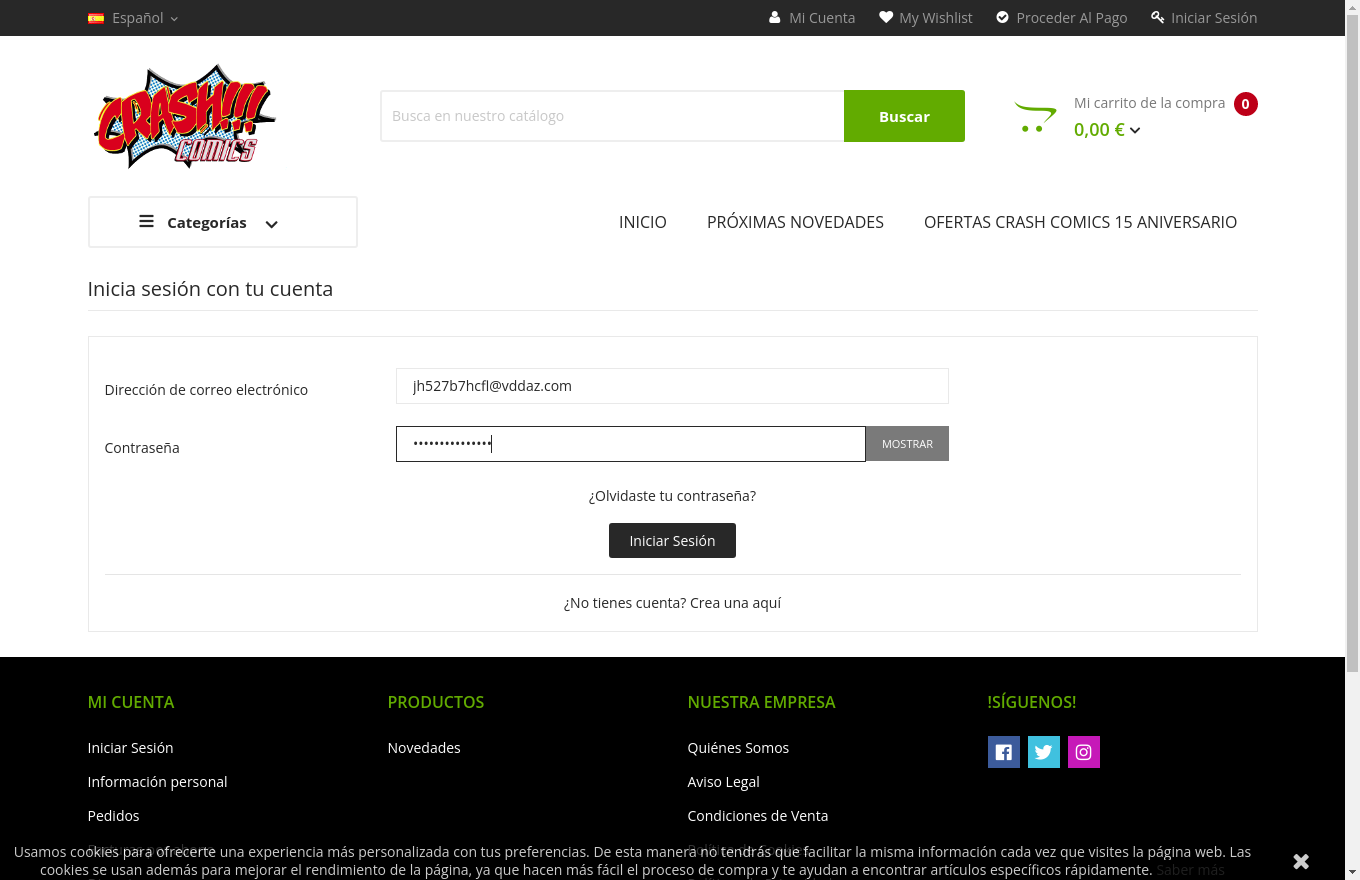 Español
Mi Cuenta
My Wishlist
Proceder Al Pago
Iniciar Sesión
CRASH!!!
COMICS
Busca en nuestro catálogo
Buscar
Mi carrito de la compra 0
0,00 €
Categorías
INICIO
PRÓXIMAS NOVEDADES
OFERTAS CRASH COMICS 15 ANIVERSARIO
Inicia sesión con tu cuenta
Dirección de correo electrónico
jh527b7hcfl@vddaz.com
Contraseña
•••••••••••••••
MOSTRAR
¿Olvidaste tu contraseña?
Iniciar Sesión
¿No tienes cuenta? Crea una aquí
MI CUENTA
Iniciar Sesión
Información personal
Pedidos
PRODUCTOS
Novedades
NUESTRA EMPRESA
Quiénes Somos
Aviso Legal
Condiciones de Venta
!SÍGUENOS!
Usamos cookies para ofrecerte una experiencia más personalizada con tus preferencias. De esta manera no tendrás que facilitar la misma información cada vez que visites la página web. Las
cookies se usan además para mejorar el rendimiento de la página, ya que hacen más fácil el proceso de compra y te ayudan a encontrar artículos específicos rápidamente. Saber más